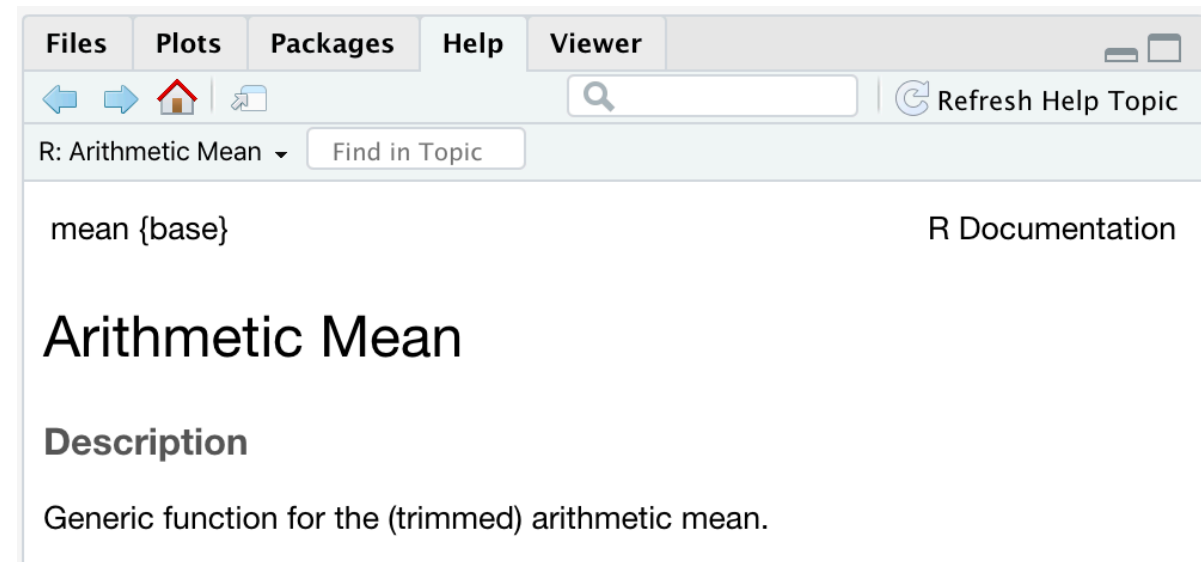 Files Plots Packages Help Viewer
Refresh Help Topic
R: Arithmetic Mean Find in Topic
mean {base} R Documentation
Arithmetic Mean
Description
Generic function for the (trimmed) arithmetic mean.